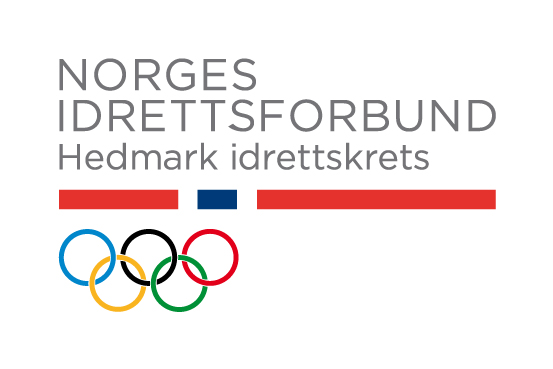 NORGES
IDRETTSFORBUND
Hedmark idrettskrets